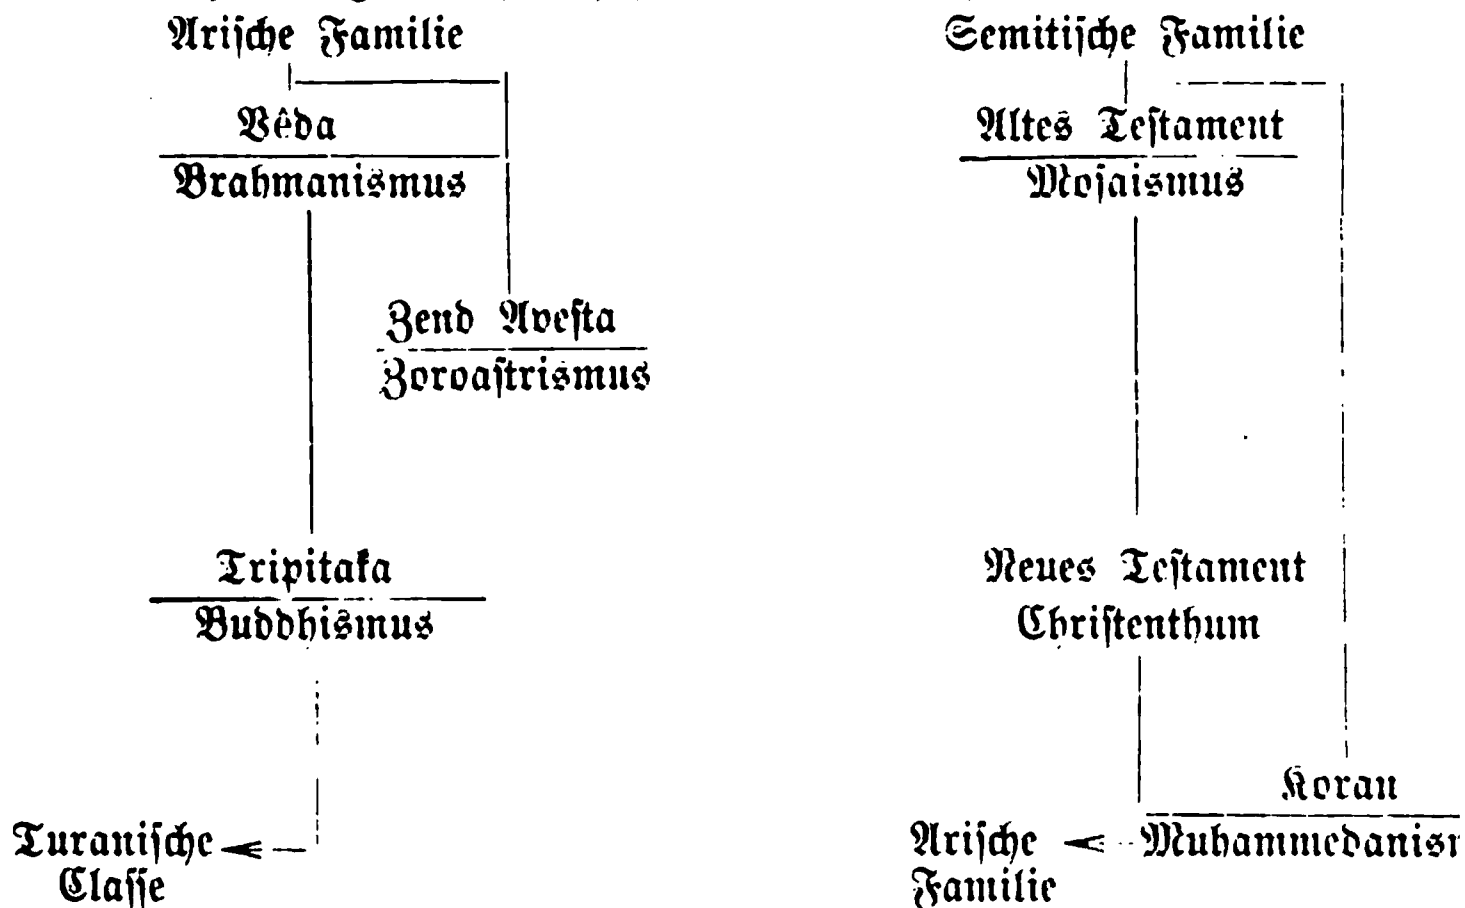 Arische Familie
Vêda
Brahmanismus
Zend Avesta
Zoroastrismus
Tripitaka
Buddhismus
Turanische
Classe
Semitische Familie
Altes Testament
Mosaismus
Neues Testament
Christenthum
Koran
Muhammedanism
Arische
Familie